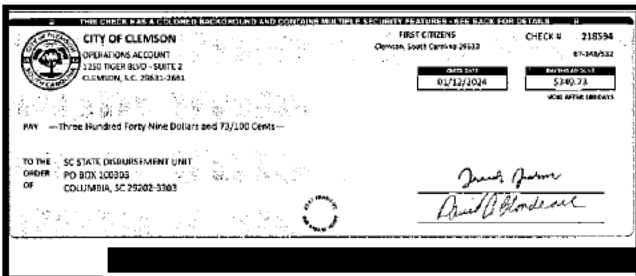 THIS CHECK HAS A COLORED BACKGROUND AND CONTAINS MULTIPLE SECURITY FEATURES - SEE BACK FOR DETAILS
CITY OF CLEMSON
OPERATIONS ACCOUNT
1250 TIGER BLVD - SUITE 2
CLEMSON, S.C. 29631-2661
FIRST CITIZENS
Clemson, South Carolina 29633
CHECK # 218594
67-343/532
CHECK DATE
01/12/2024
$349.73
VOID AFTER 180 DAYS
PAY ---Three Hundred Forty Nine Dollars and 73/100 Cents---
TO THE ORDER OF
SC STATE DISBURSEMENT UNIT
PO BOX 100303
COLUMBIA, SC 29202-3303